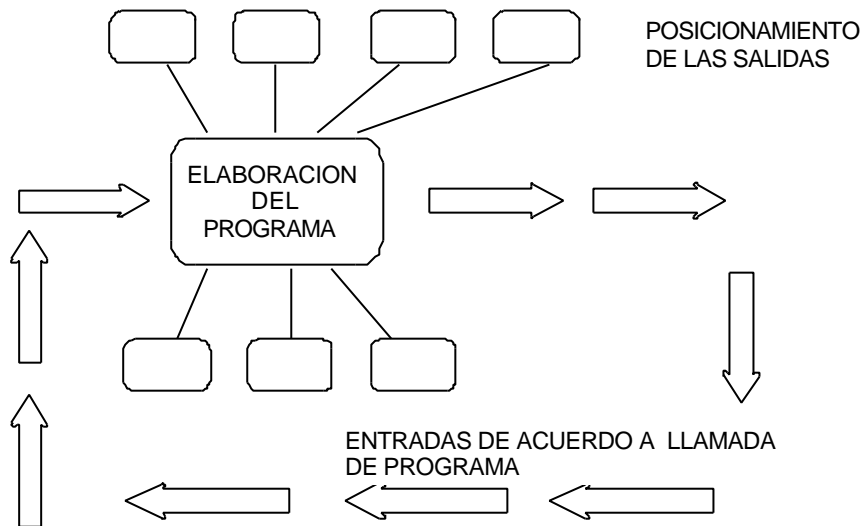 POSICIONAMIENTO
DE LAS SALIDAS
ELABORACION
DEL
PROGRAMA
ENTRADAS DE ACUERDO A LLAMADA
DE PROGRAMA